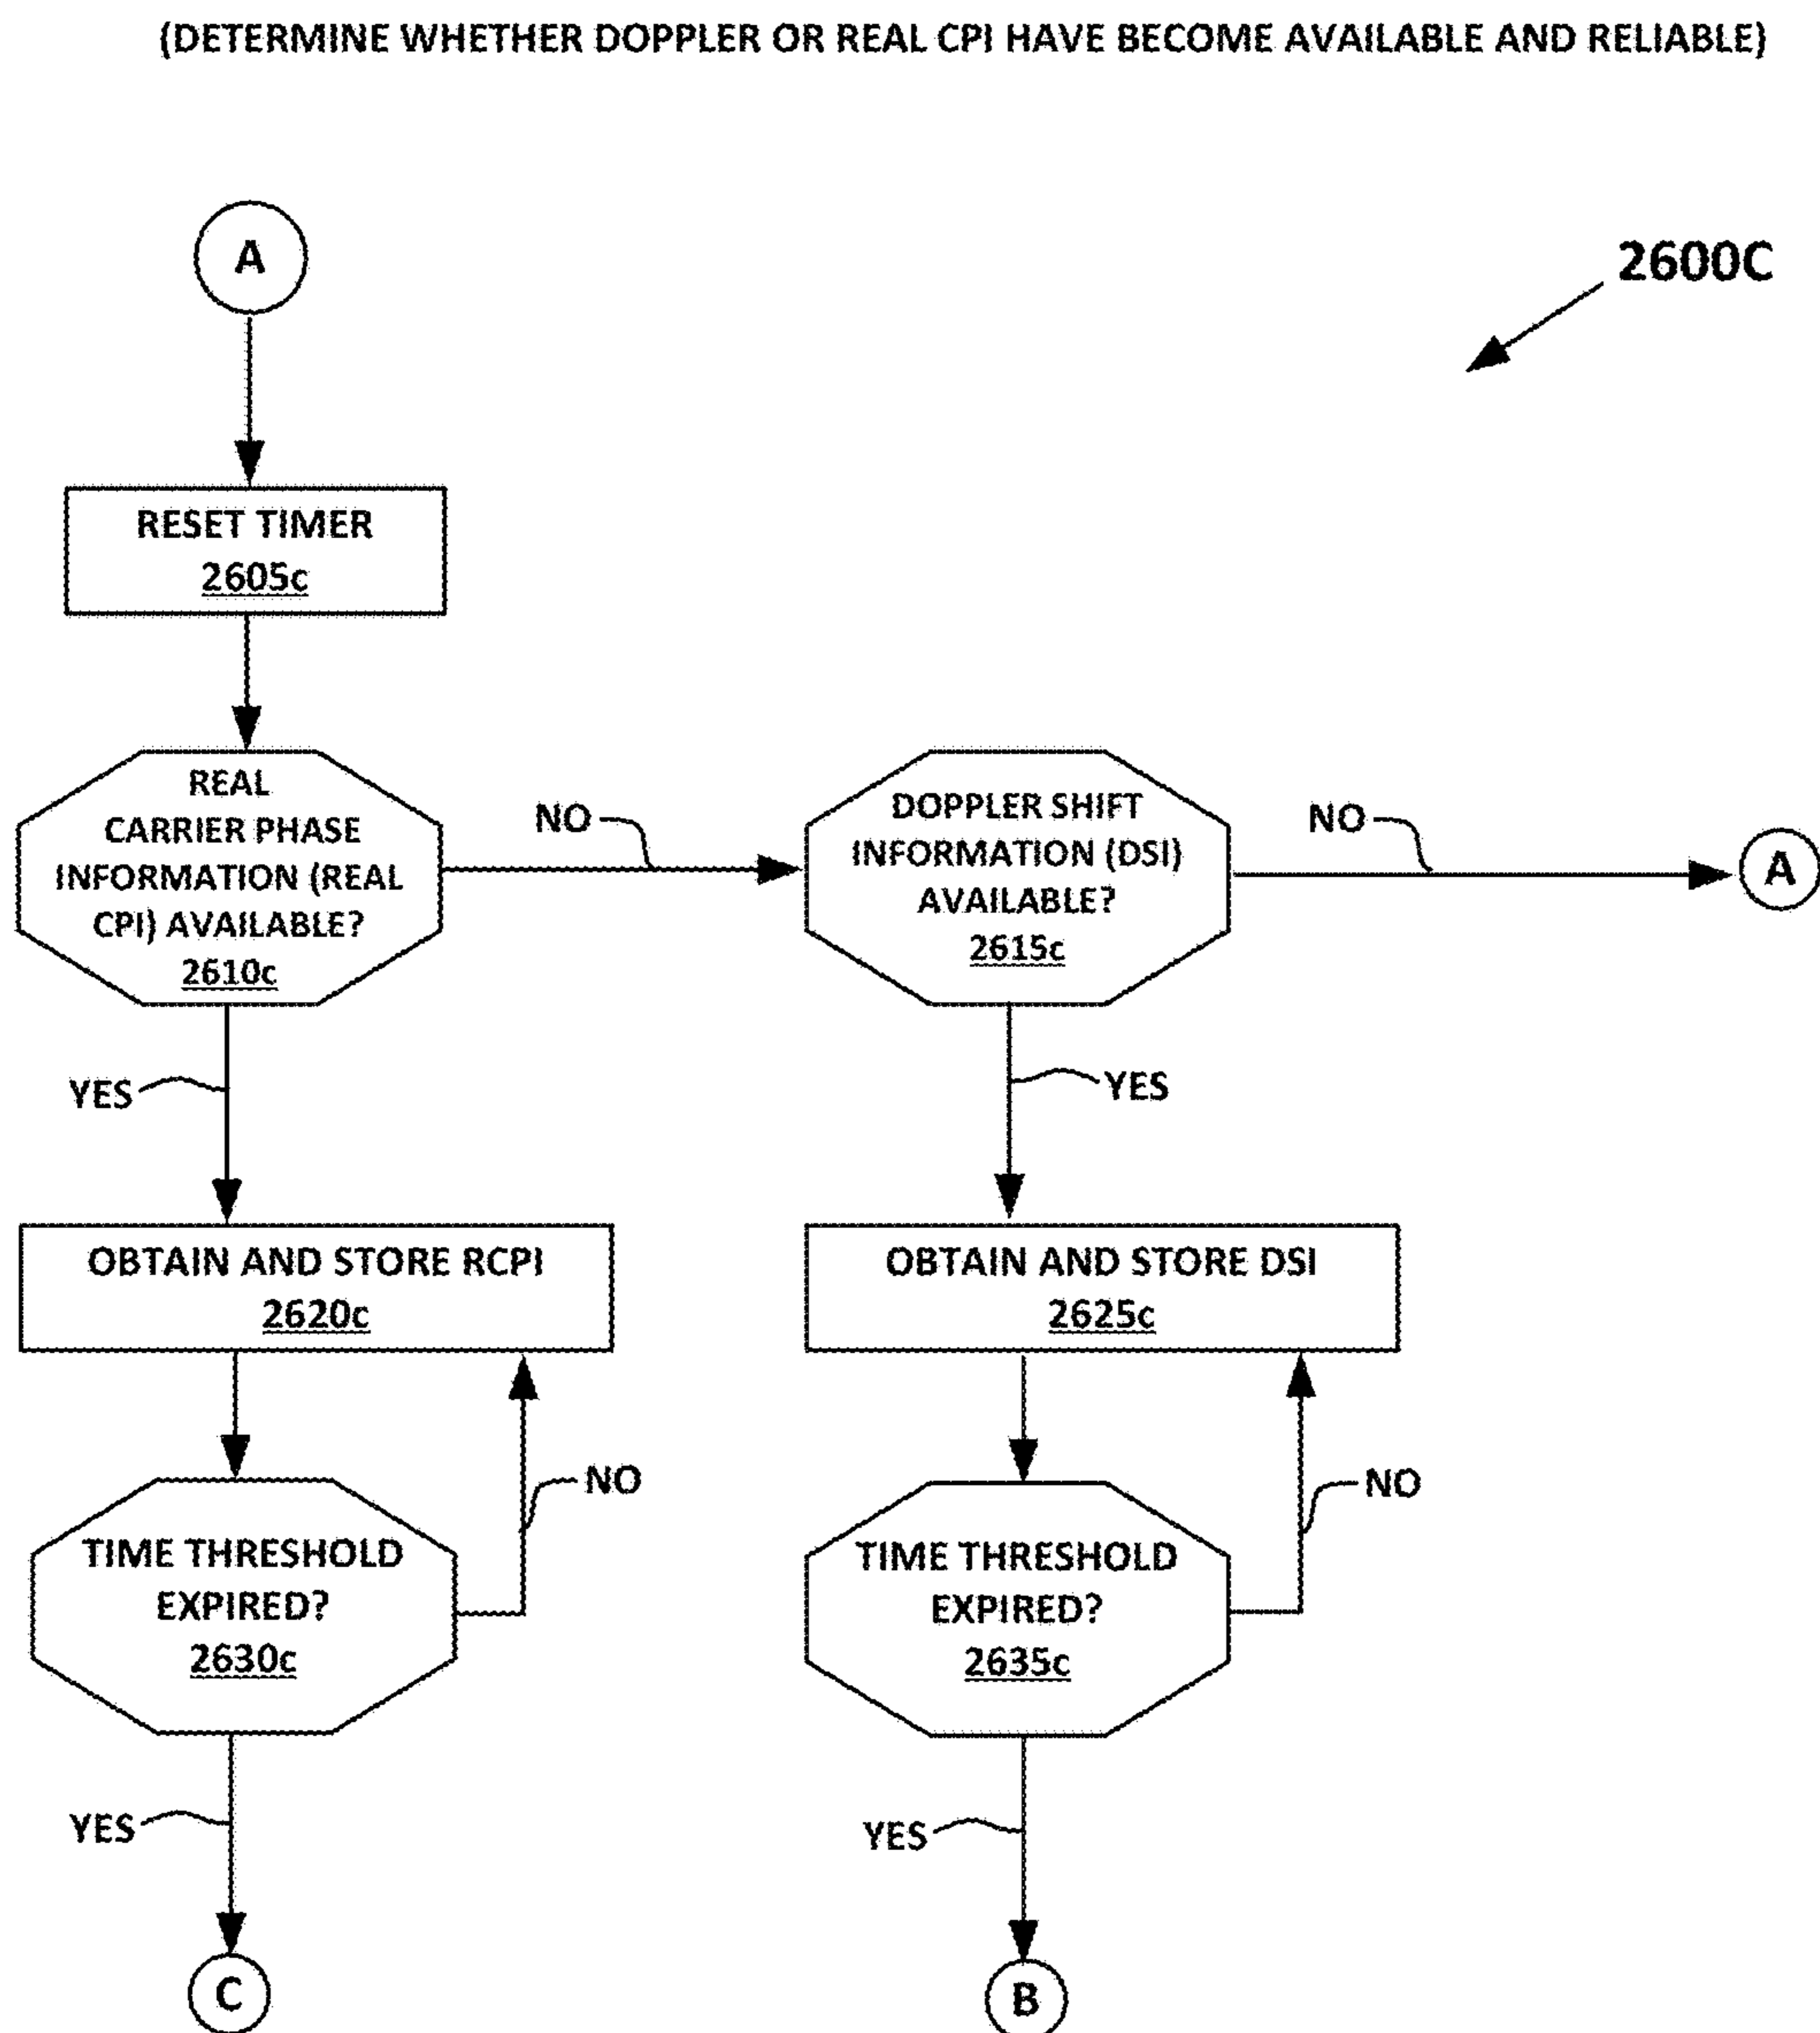 (DETERMINE WHETHER DOPPLER OR REAL CPI HAVE BECOME AVAILABLE AND RELIABLE)
A
2600C
RESET TIMER
2605c
REAL
CARRIER PHASE
INFORMATION (REAL
CPI) AVAILABLE?
2610c
NO
DOPPLER SHIFT
INFORMATION (DSI)
AVAILABLE?
2615c
NO
A
YES
YES
OBTAIN AND STORE RCPI
2620c
OBTAIN AND STORE DSI
2625c
NO
NO
TIME THRESHOLD
EXPIRED?
2630c
TIME THRESHOLD
EXPIRED?
2635c
YES
YES
C
B